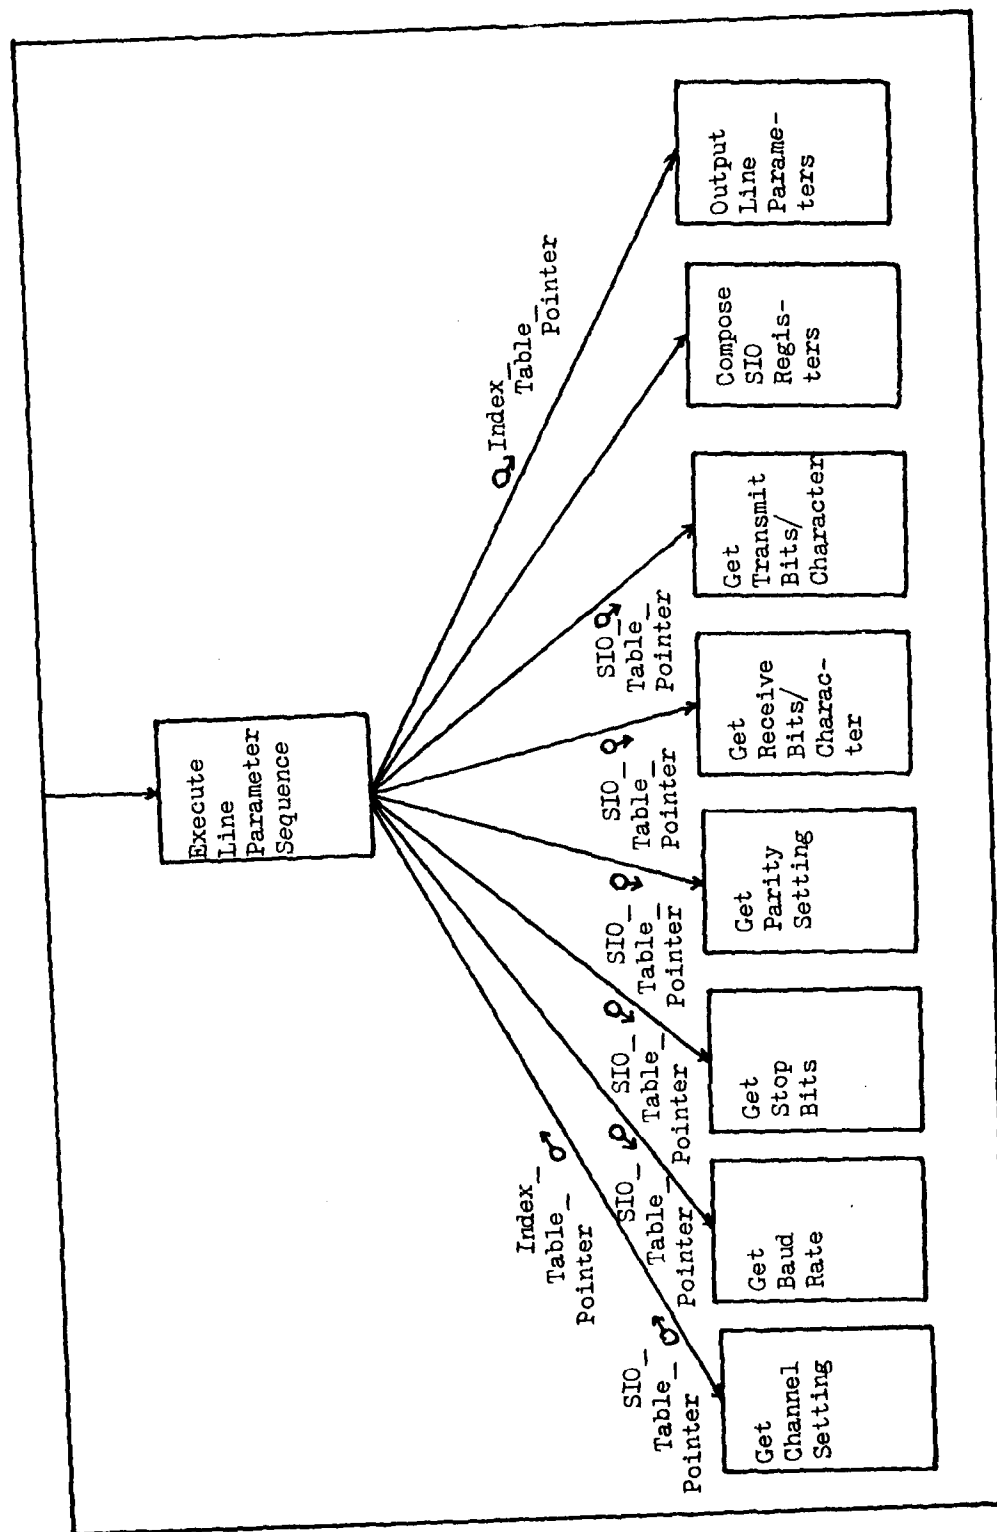 Execute
Line
Parameter
Sequence
Index_
Table_
Pointer
SIO_
Table_
Pointer
SIO_
Table_
Pointer
SIO_
Table_
Pointer
SIO_
Table_
Pointer
SIO_
Table_
Pointer
SIO_
Table_
Pointer
Index_
Table_
Pointer
Get
Channel
Setting
Get
Baud
Rate
Get
Stop
Bits
Get
Parity
Setting
Get
Receive
Bits/
Charac-
ter
Get
Transmit
Bits/
Character
Compose
SIO
Regis-
ters
Output
Line
Parame-
ters